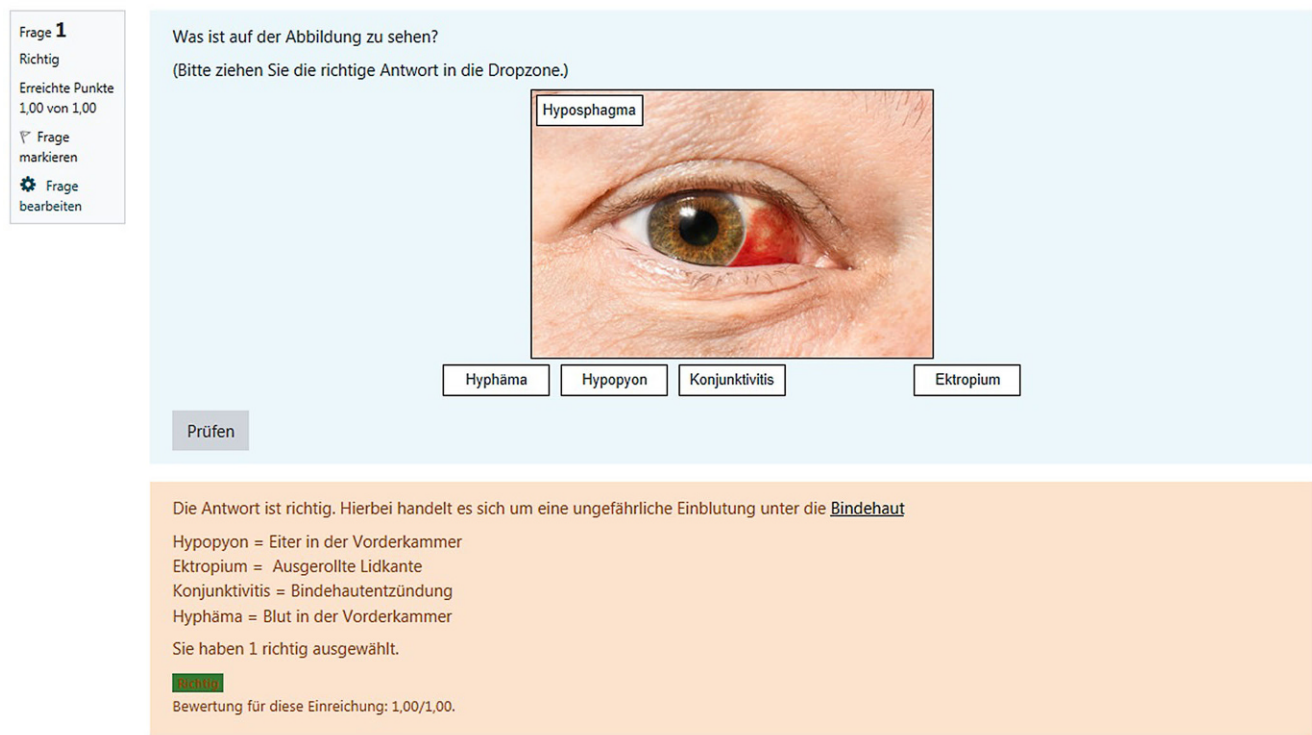 Frage 1
Richtig
Erreichte Punkte
1,00 von 1,00
Frage
markieren
Frage
bearbeiten
Was ist auf der Abbildung zu sehen?
(Bitte ziehen Sie die richtige Antwort in die Dropzone.)
Hyposphagma
Hyphäma Hypopyon Konjunktivitis Ektropium
Prüfen
Die Antwort ist richtig. Hierbei handelt es sich um eine ungefährliche Einblutung unter die Bindehaut
Hypopyon = Eiter in der Vorderkammer
Ektropium = Ausgerollte Lidkante
Konjunktivitis = Bindehautentzündung
Hyphäma = Blut in der Vorderkammer
Sie haben 1 richtig ausgewählt.
Richtig
Bewertung für diese Einreichung: 1,00/1,00.